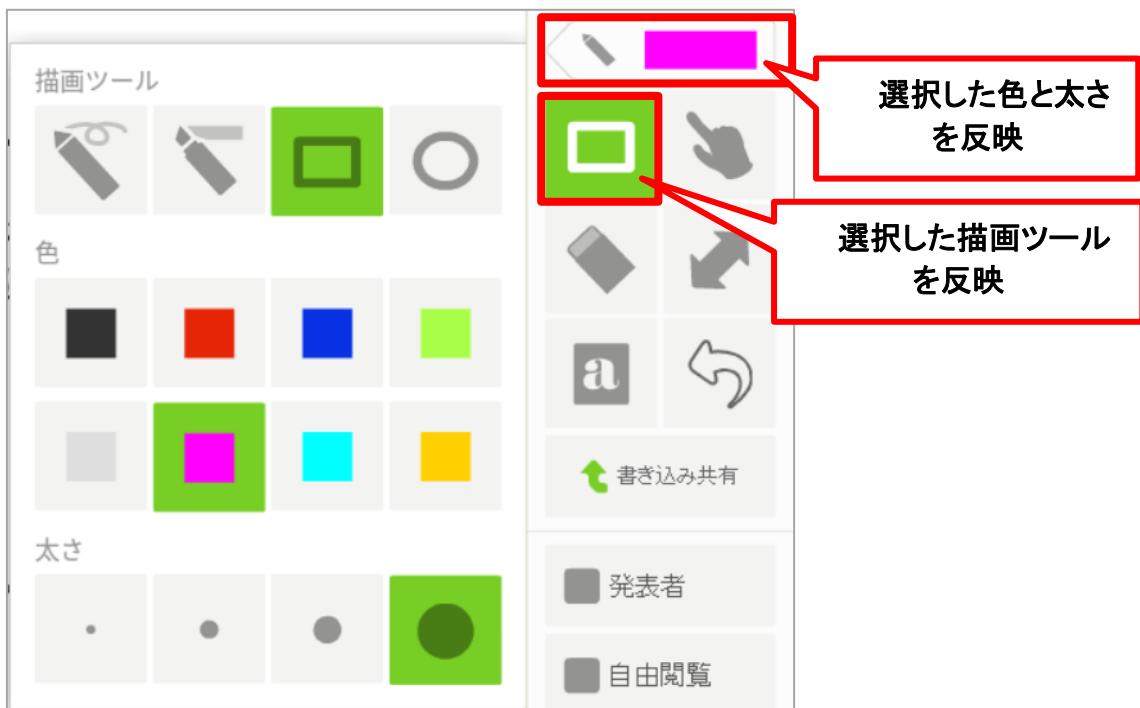 描画ツール
色
太さ
a
書き込み共有
発表者
自由閲覧
選択した色と太さ
を反映
選択した描画ツール
を反映